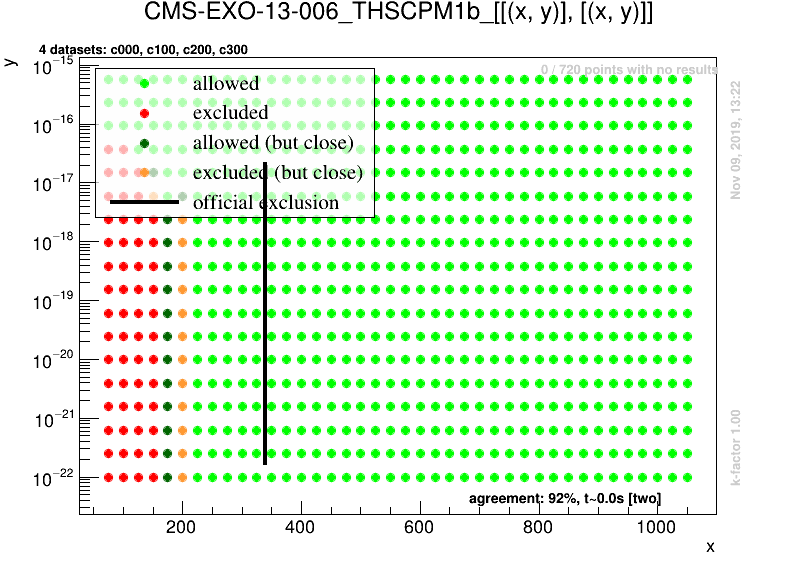 CMS-EXO-13-006_THSCPM1b_[[(x, y)], [(x, y)]]
y
4 datasets: c000, c100, c200, c300
0 / 720 points with no results
allowed
excluded
allowed (but close)
excluded (but close)
official exclusion
10−15
10−16
10−17
10−18
10−19
10−20
10−21
10−22
agreement: 92%, t~0.0s [two]
200
400
600
800
1000
x
Nov 09, 2019, 13:22
k-factor 1.00